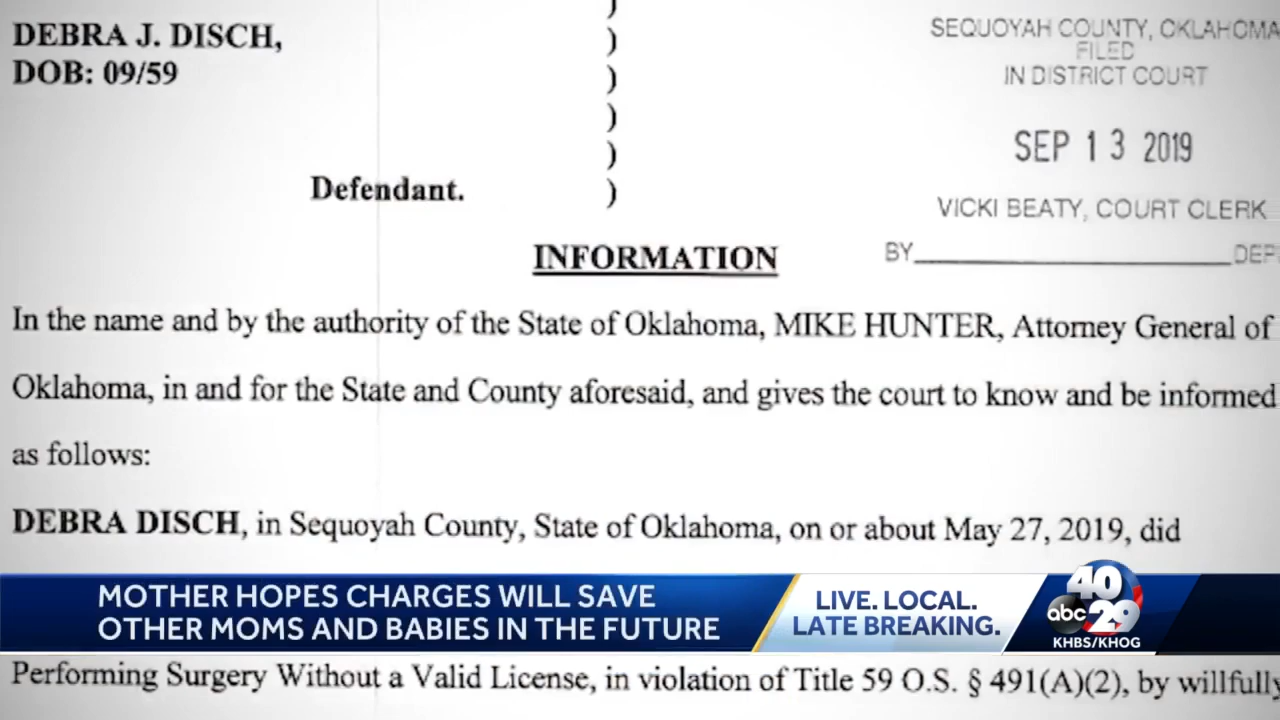 DEBRA J. DISCH,
DOB: 09/59
)
)
)
)
)
)
Defendant.
SEQUOYAH COUNTY, OKLAHOMA
FILED
IN DISTRICT COURT
SEP 13 2019
VICKI BEATY, COURT CLERK
BY DEP
INFORMATION
In the name and by the authority of the State of Oklahoma, MIKE HUNTER, Attorney General of
Oklahoma, in and for the State and County aforesaid, and gives the court to know and be informed
as follows:
DEBRA DISCH, in Sequoyah County, State of Oklahoma, on or about May 27, 2019, did
MOTHER HOPES CHARGES WILL SAVE
OTHER MOMS AND BABIES IN THE FUTURE
LIVE. LOCAL.
LATE BREAKING.
40
abc 29
KHBS/KHOG
Performing Surgery Without a Valid License, in violation of Title 59 O.S. § 491(A)(2), by willfully